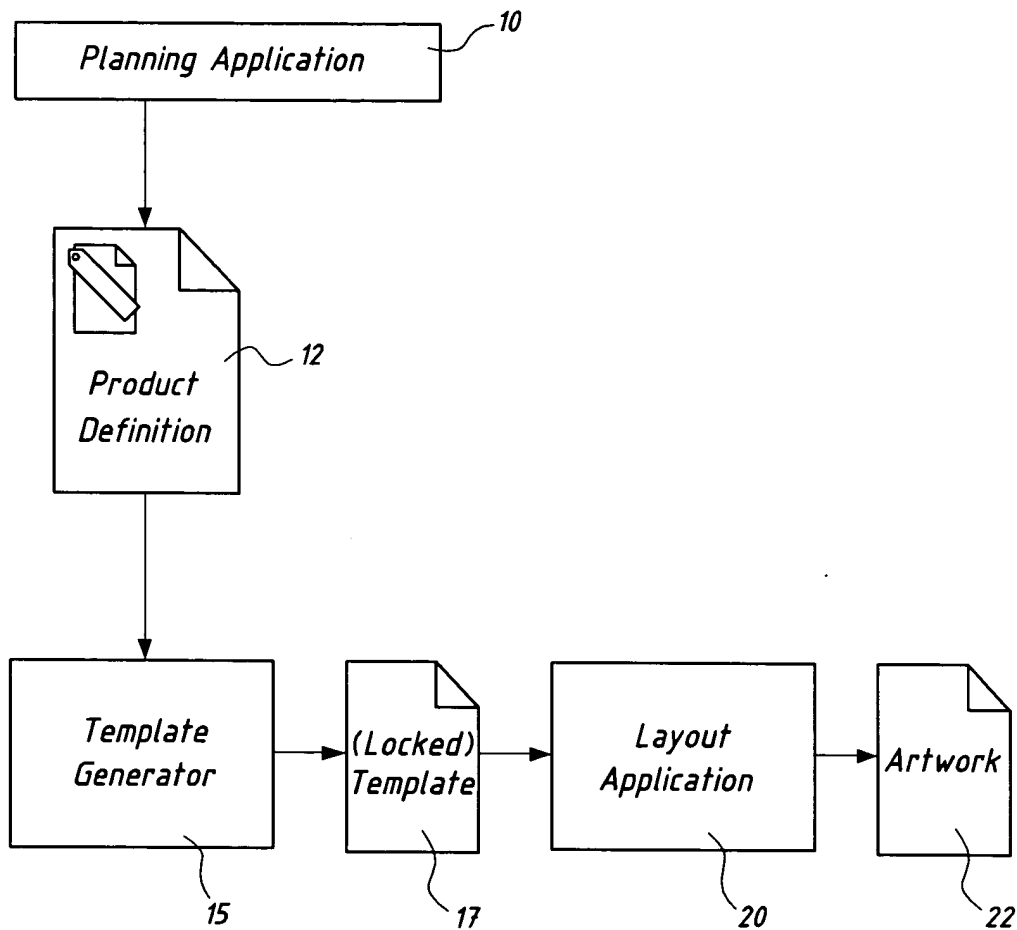 Planning Application
10
Product
Definition
12
Template
Generator
15
(Locked)
Template
17
Layout
Application
20
Artwork
22